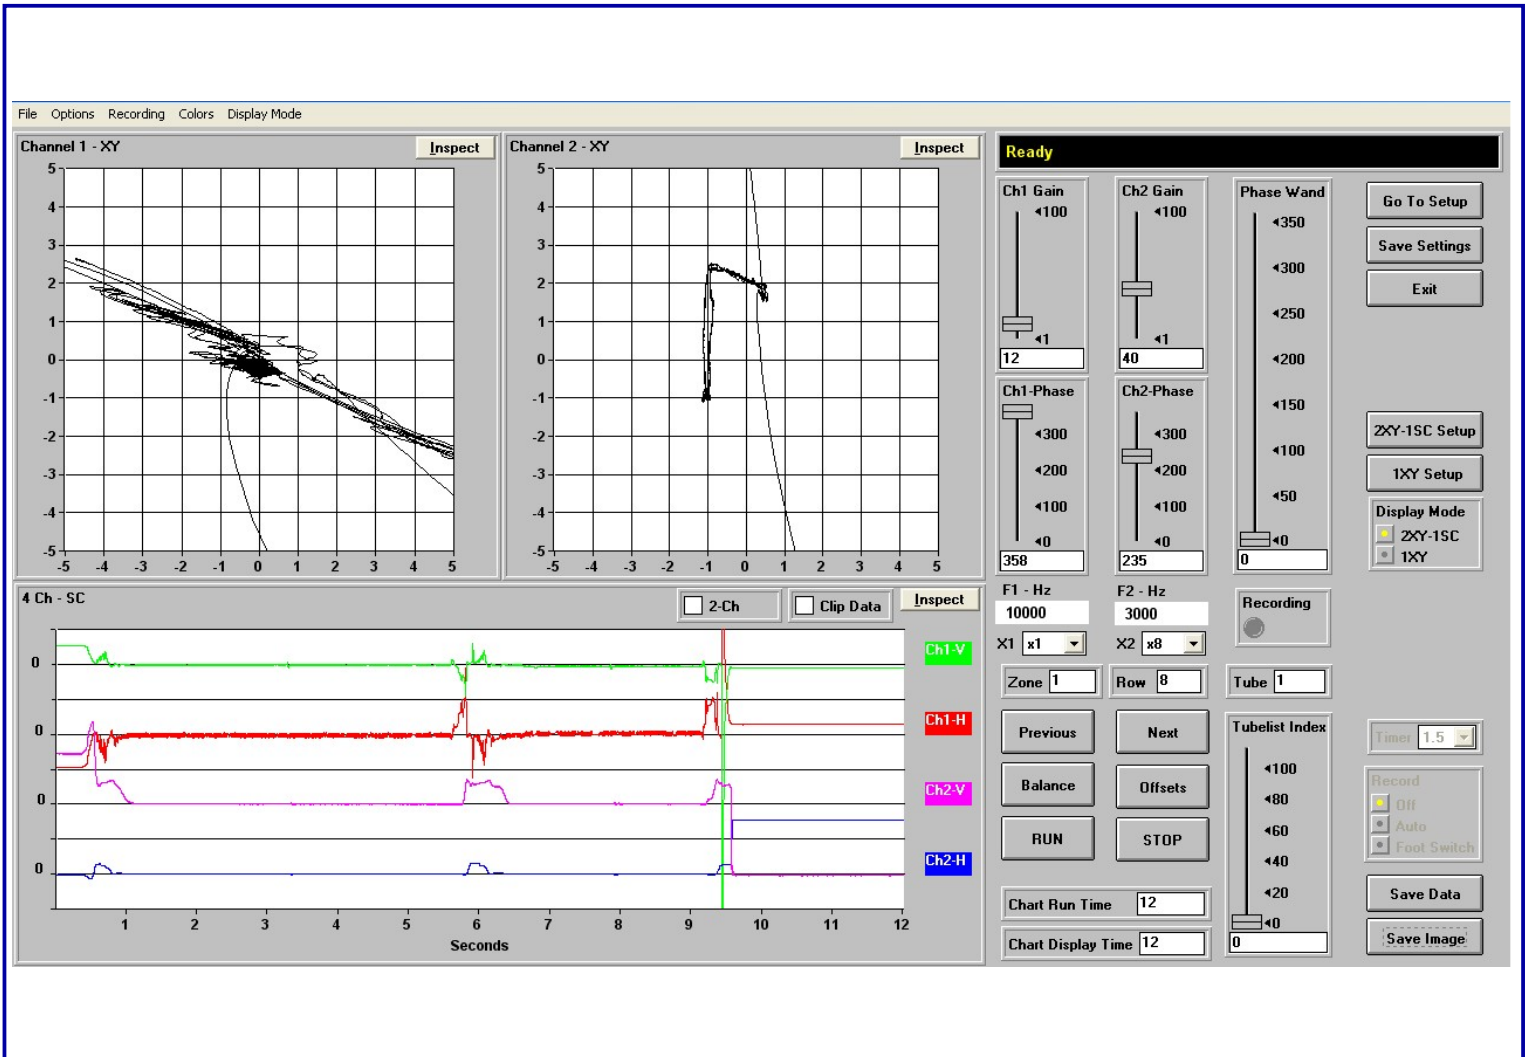 File Options Recording Colors Display Mode
Channel 1 - XY
Inspect
5
4
3
2
1
0
-1
-2
-3
-4
-5
-5 -4 -3 -2 -1 0 1 2 3 4 5
Channel 2 - XY
Inspect
5
4
3
2
1
0
-1
-2
-3
-4
-5
-5 -4 -3 -2 -1 0 1 2 3 4 5
4 Ch - SC
2-Ch
Clip Data
Inspect
0
Ch1-V
0
Ch1-H
0
Ch2-V
0
Ch2-H
1 2 3 4 5 6 7 8 9 10 11 12
Seconds
Ready
Ch1 Gain
100
1
12
Ch2 Gain
100
1
40
Ch1-Phase
300
200
100
0
358
Ch2-Phase
300
200
100
0
235
Phase Wand
350
300
250
200
150
100
50
0
0
Go To Setup
Save Settings
Exit
2XY-1SC Setup
1XY Setup
Display Mode
2XY-1SC
1XY
F1 - Hz
10000
F2 - Hz
3000
X1 x1
X2 x8
Recording
Zone 1
Row 8
Tube 1
Previous
Next
Balance
Offsets
RUN
STOP
Chart Run Time 12
Chart Display Time 12
Tubelist Index
100
80
60
40
20
0
0
Timer 1.5
Record
Off
Auto
Foot Switch
Save Data
Save Image